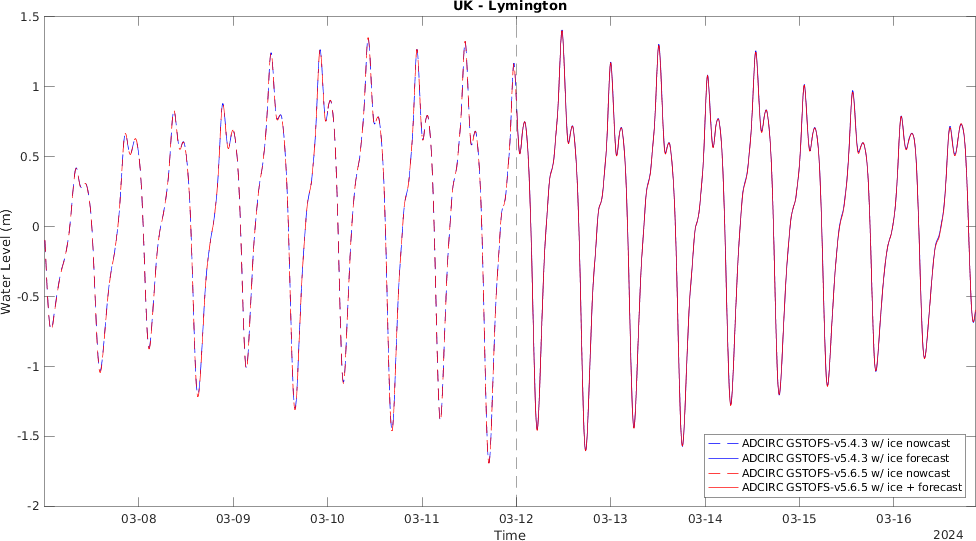 UK - Lymington
1.5
1
0.5
0
-0.5
-1
-1.5
-2
Water Level (m)
03-08 03-09 03-10 03-11 03-12 03-13 03-14 03-15 03-16
Time
2024
ADCIRC GSTOFS-v5.4.3 w/ ice nowcast
ADCIRC GSTOFS-v5.4.3 w/ ice forecast
ADCIRC GSTOFS-v5.6.5 w/ ice nowcast
ADCIRC GSTOFS-v5.6.5 w/ ice + forecast